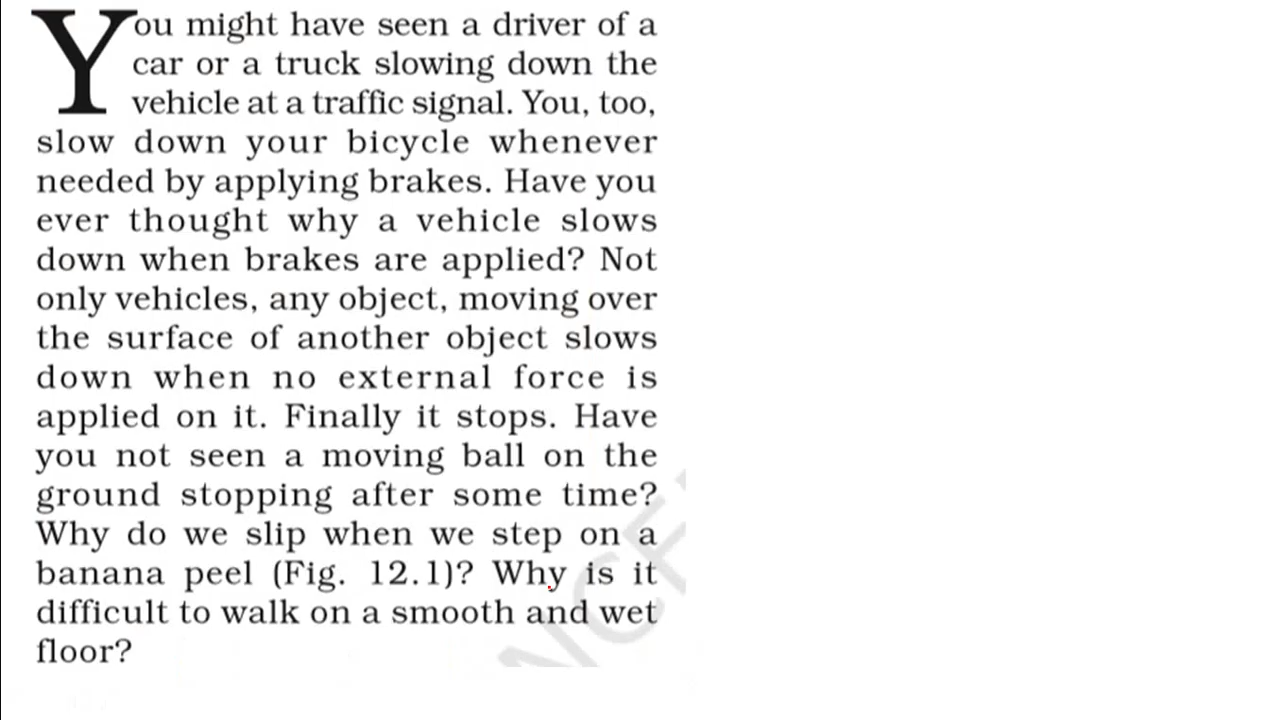 You might have seen a driver of a
car or a truck slowing down the
vehicle at a traffic signal. You, too,
slow down your bicycle whenever
needed by applying brakes. Have you
ever thought why a vehicle slows
down when brakes are applied? Not
only vehicles, any object, moving over
the surface of another object slows
down when no external force is
applied on it. Finally it stops. Have
you not seen a moving ball on the
ground stopping after some time?
Why do we slip when we step on a
banana peel (Fig. 12.1)? Why is it
difficult to walk on a smooth and wet
floor?